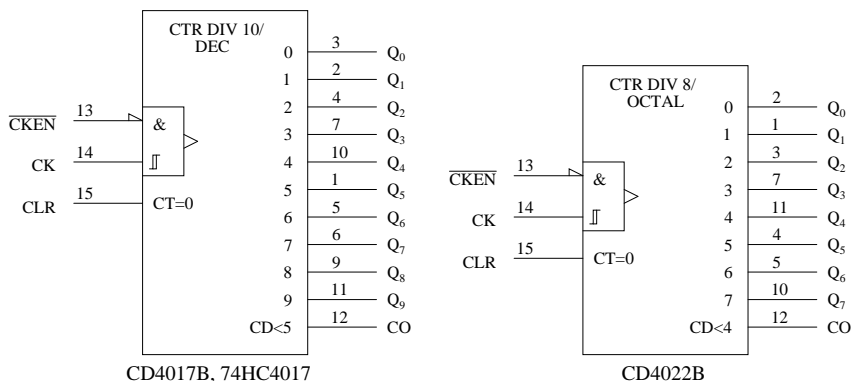 CTR DIV 10/
DEC
0 3 Q0
1 2 Q1
2 4 Q2
3 7 Q3
4 10 Q4
5 1 Q5
6 5 Q6
7 6 Q7
8 9 Q8
9 11 Q9
CD<5 12 CO
CKEN 13 &
CK 14
CLR 15 CT=0
CD4017B, 74HC4017
CTR DIV 8/
OCTAL
0 2 Q0
1 1 Q1
2 3 Q2
3 7 Q3
4 11 Q4
5 4 Q5
6 5 Q6
7 10 Q7
CD<4 12 CO
CKEN 13 &
CK 14
CLR 15 CT=0
CD4022B